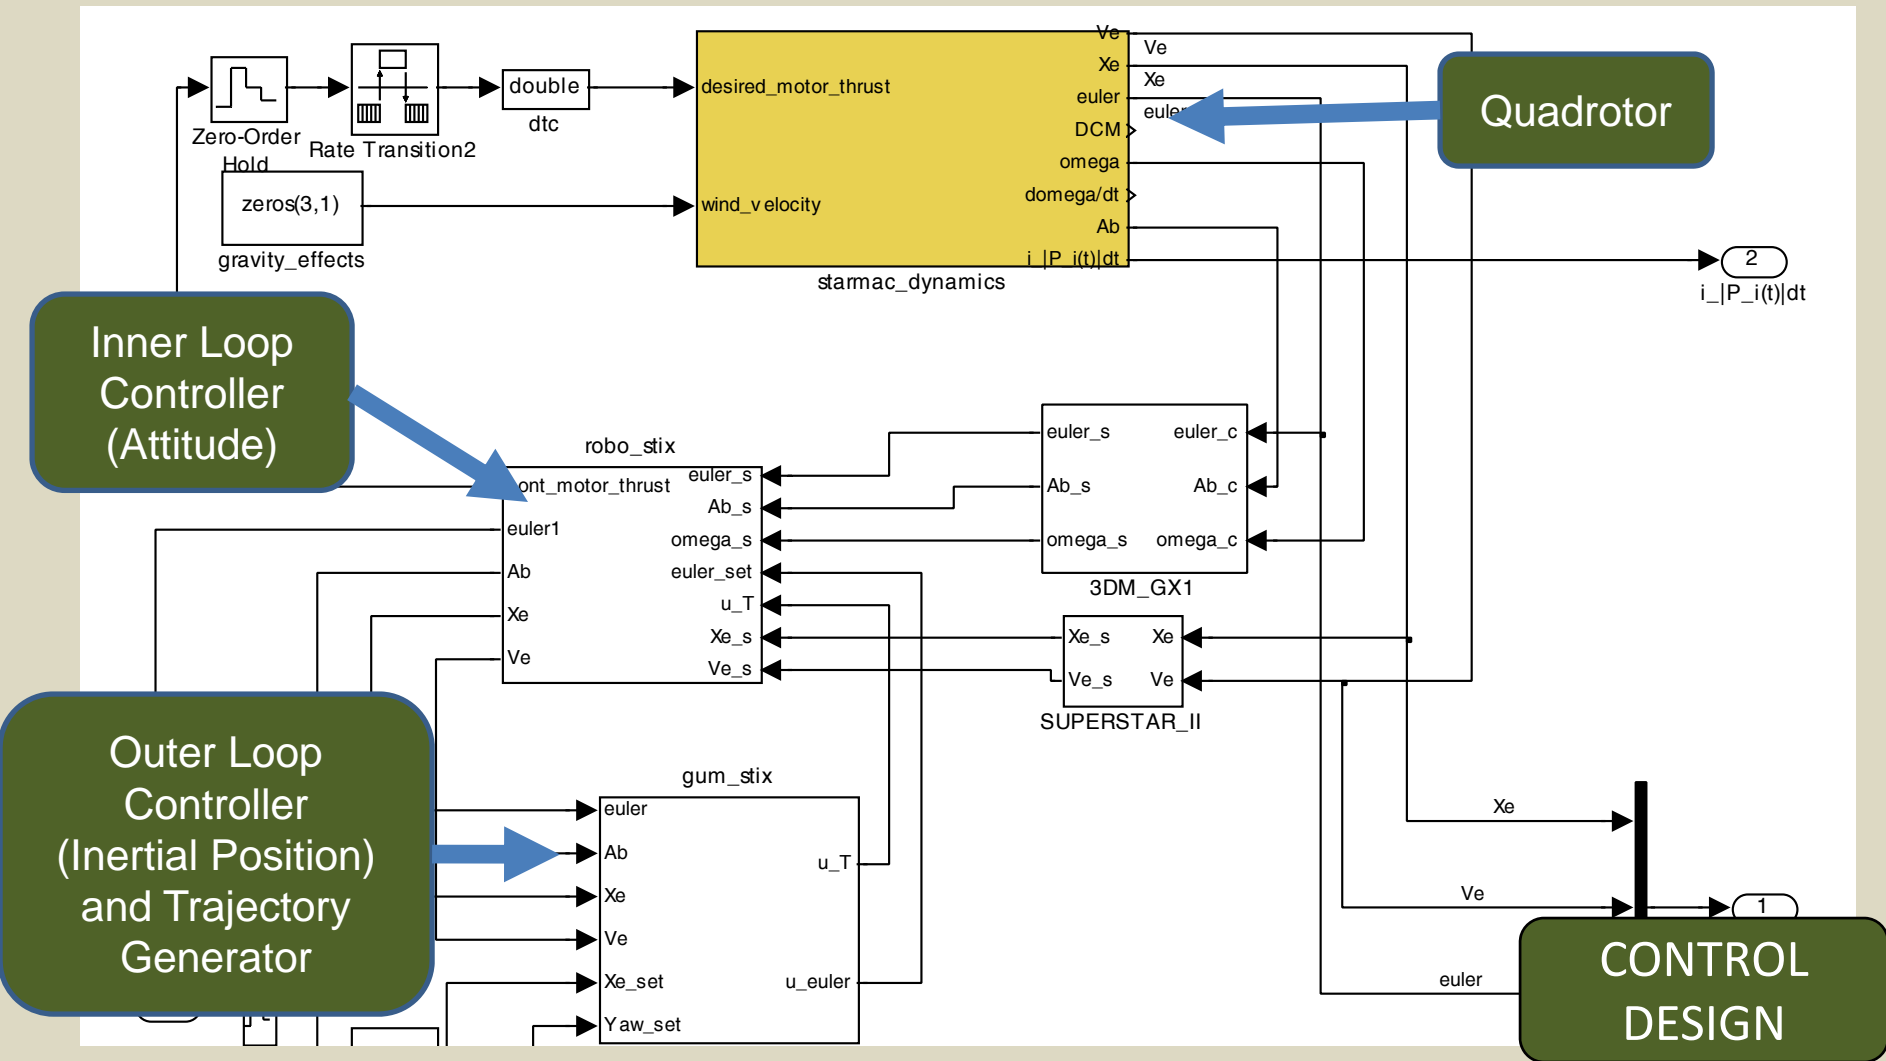 Ve
Ve
Xe
Xe
euler
euler
DCM
omega
domega/dt
Ab
i_|P_i(t)|dt
desired_motor_thrust
wind_velocity
starmac_dynamics
Zero-Order
Hold
Rate Transition2
double
dtc
zeros(3,1)
gravity_effects
Quadrotor
2
i_|P_i(t)|dt
Inner Loop
Controller
(Attitude)
robo_stix
ont_motor_thrust
euler1
Ab
Xe
Ve
euler_s
Ab_s
omega_s
euler_set
u_T
Xe_s
Ve_s
euler_s
euler_c
Ab_s
Ab_c
omega_s
omega_c
3DM_GX1
Xe_s
Xe
Ve_s
Ve
SUPERSTAR_II
Outer Loop
Controller
(Inertial Position)
and Trajectory
Generator
gum_stix
euler
Ab
Xe
Ve
Xe_set
Yaw_set
u_T
u_euler
Xe
Ve
euler
1
CONTROL
DESIGN